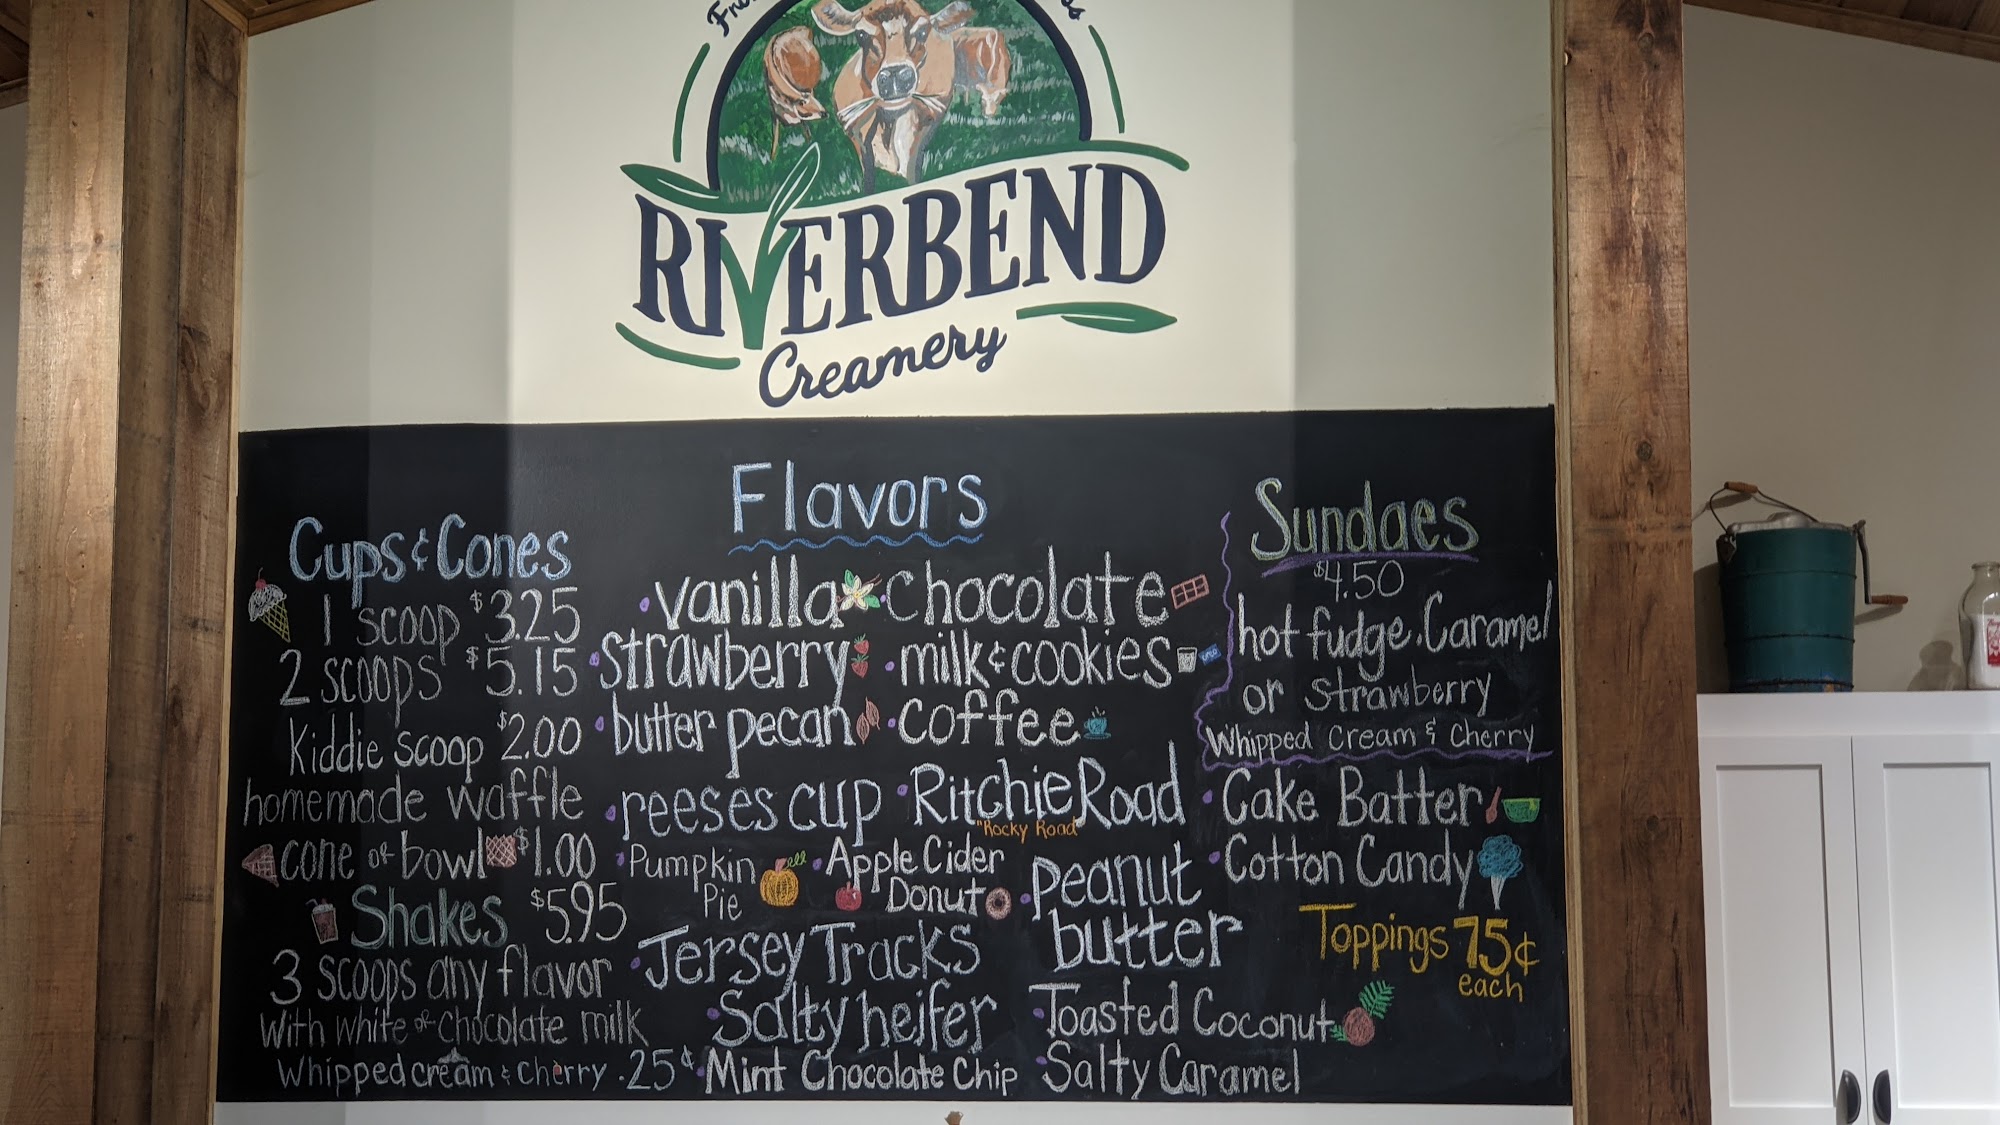 RIVERBEND
Creamery
Cups & Cones
1 scoop $3.25
2 scoops $5.15
Kiddie scoop $2.00
homemade waffle
cone or bowl $1.00
Shakes $5.95
3 scoops any flavor
with white or chocolate milk
Whipped cream & cherry .25¢
Flavors
• vanilla • chocolate
• strawberry • milk & cookies
• butter pecan • coffee
• reeses cup • Ritchie Road
"Rocky Road"
• Pumpkin Pie
• Apple Cider Donut
• peanut butter
• Jersey Tracks
• Salty heifer
• Toasted Coconut
• Mint Chocolate Chip • Salty Caramel
Sundaes
$4.50
hot fudge. Caramel
or Strawberry
Whipped Cream & Cherry
• Cake Batter
• Cotton Candy
Toppings 75¢
each